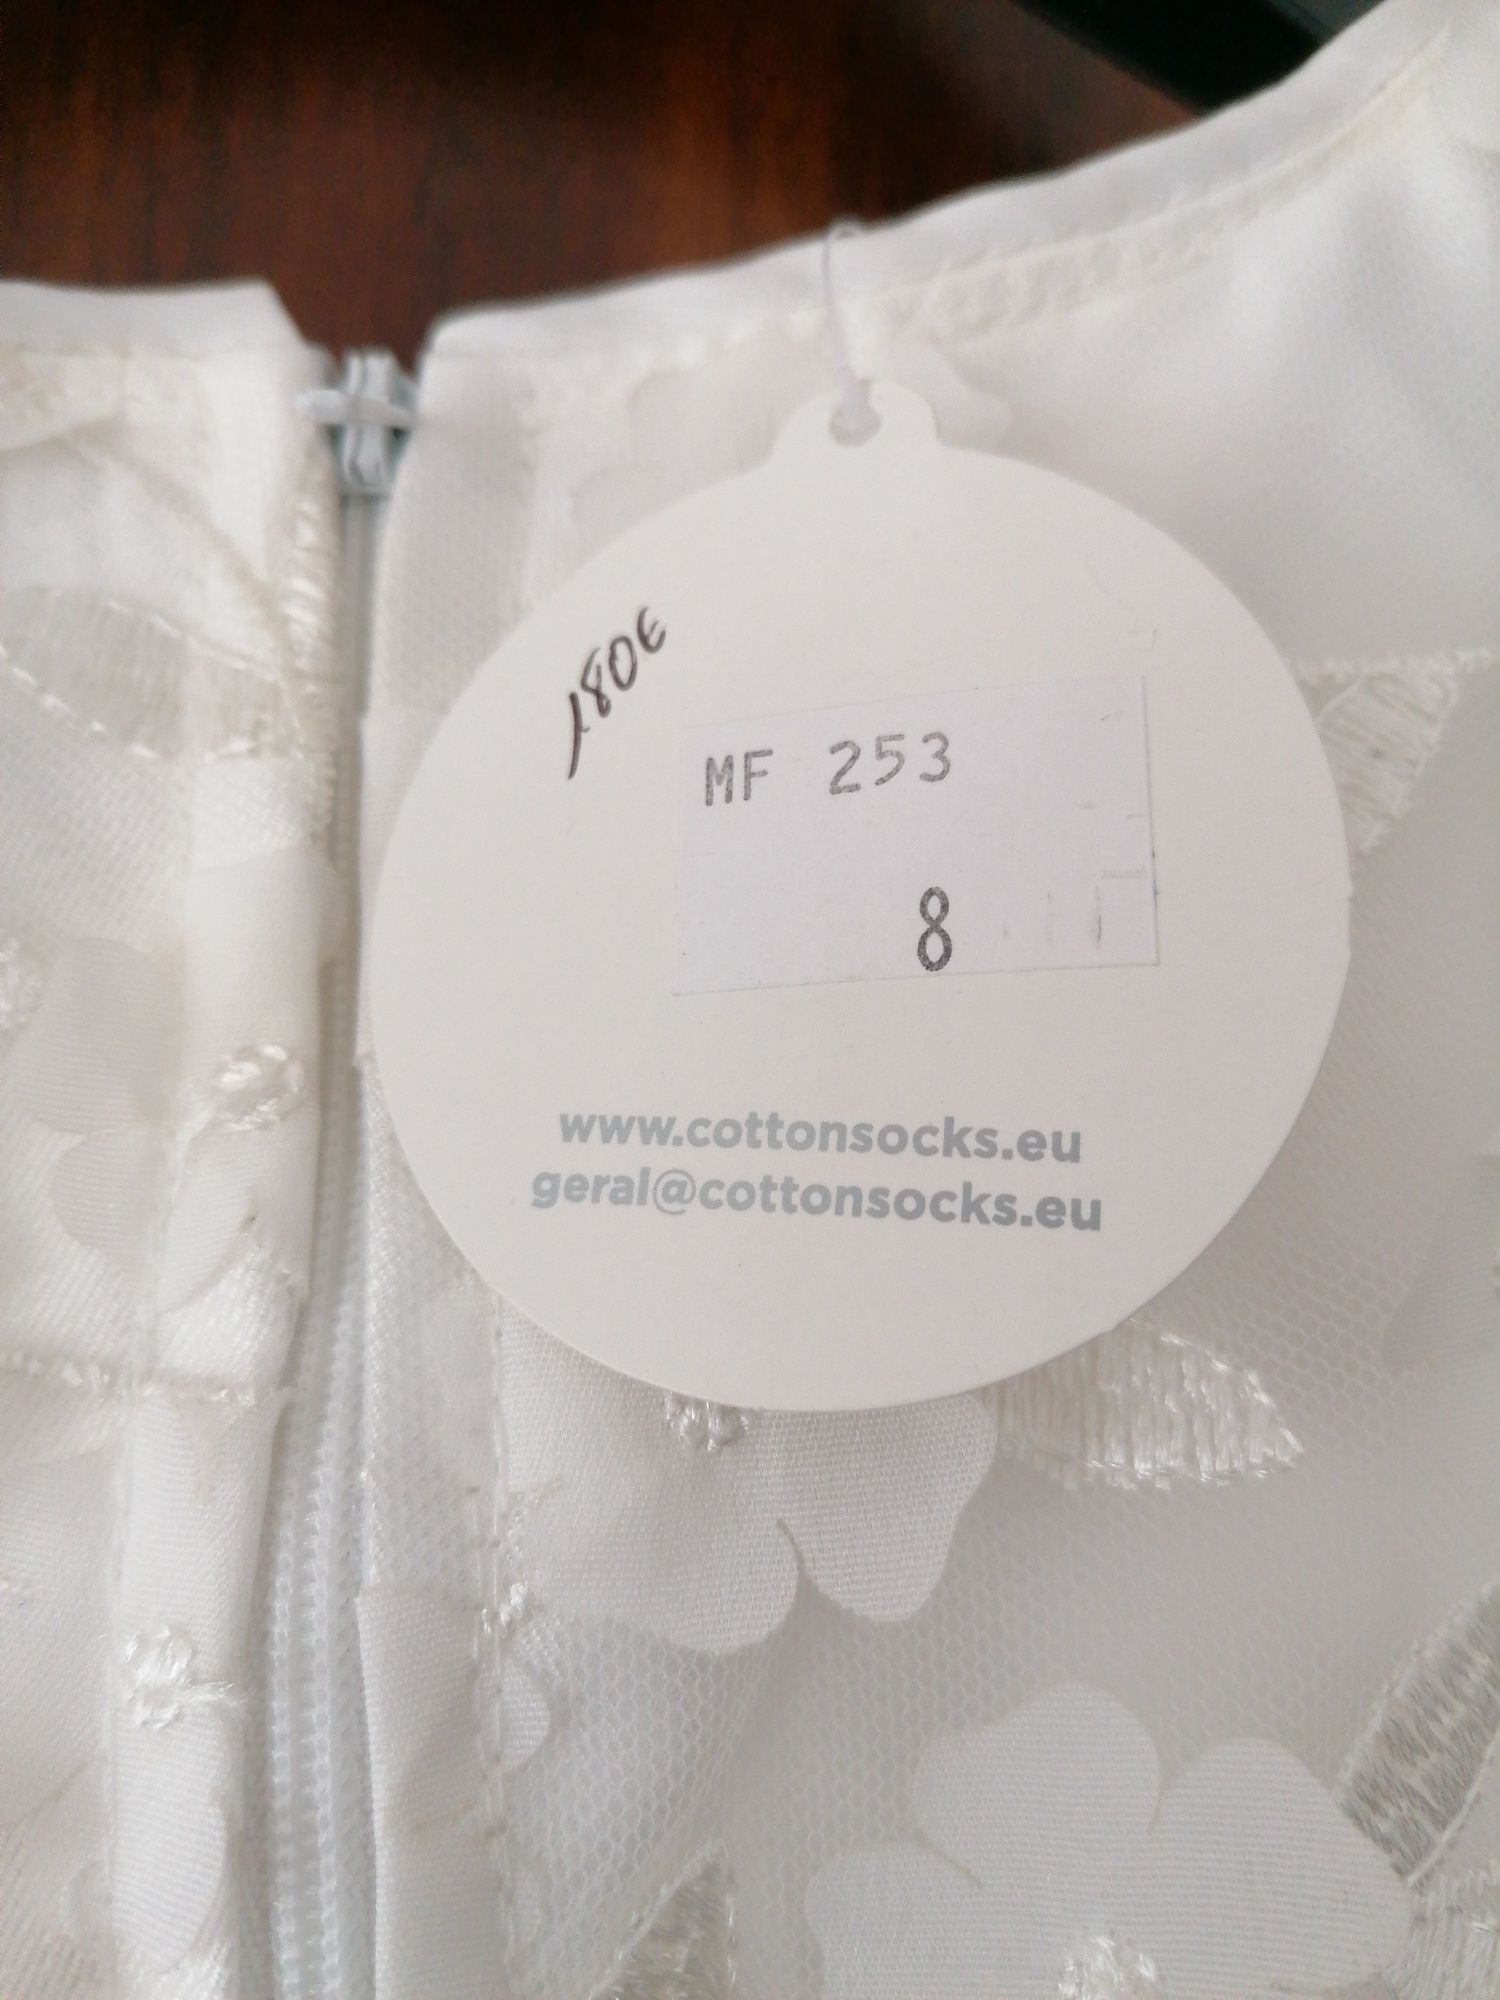 180€
MF 253
8
www.cottonsocks.eu
geral@cottonsocks.eu